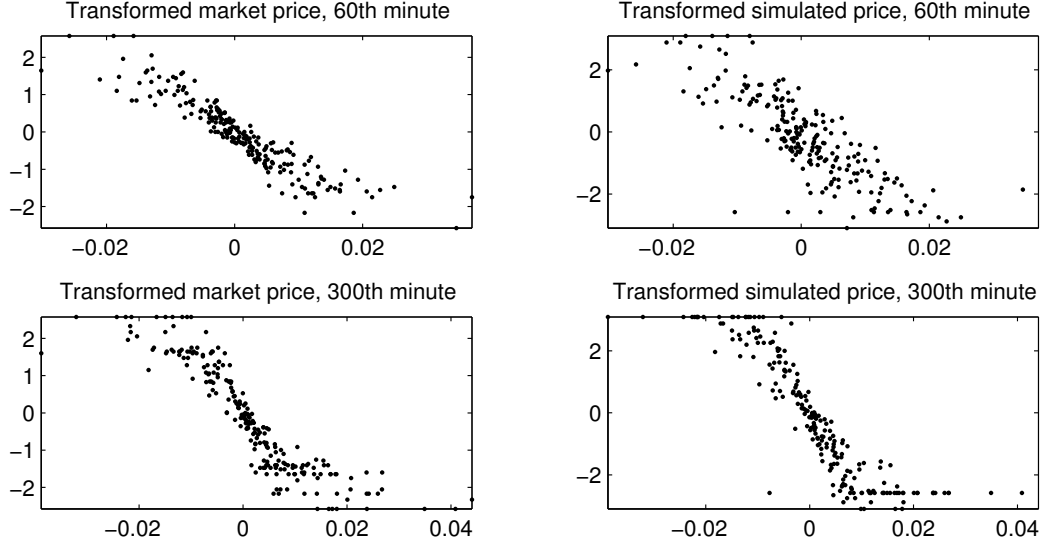 Transformed market price, 60th minute
2
1
0
−1
−2
−0.02 0 0.02
Transformed simulated price, 60th minute
2
0
−2
−0.02 0 0.02
Transformed market price, 300th minute
2
1
0
−1
−2
−0.02 0 0.02 0.04
Transformed simulated price, 300th minute
2
0
−2
−0.02 0 0.02 0.04